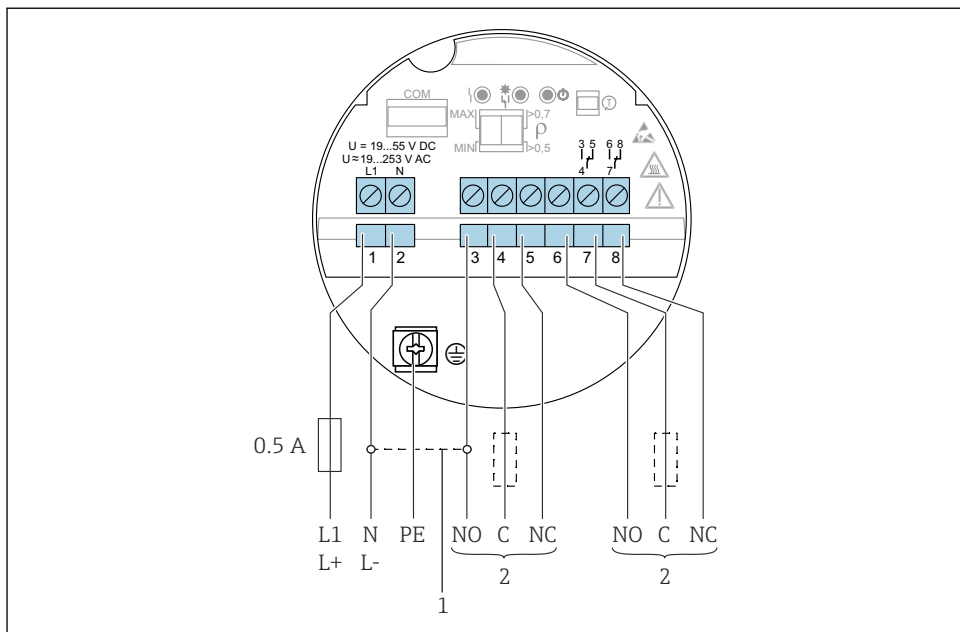 COM
MAX >0,7
ρ
MIN >0,5
U = 19...55 V DC
U ≈ 19...253 V AC
L1 N
3 5
4
6 8
7
T
1 2 3 4 5 6 7 8
0.5 A
L1 N PE NO C NC NO C NC
L+ L- 2 2
1